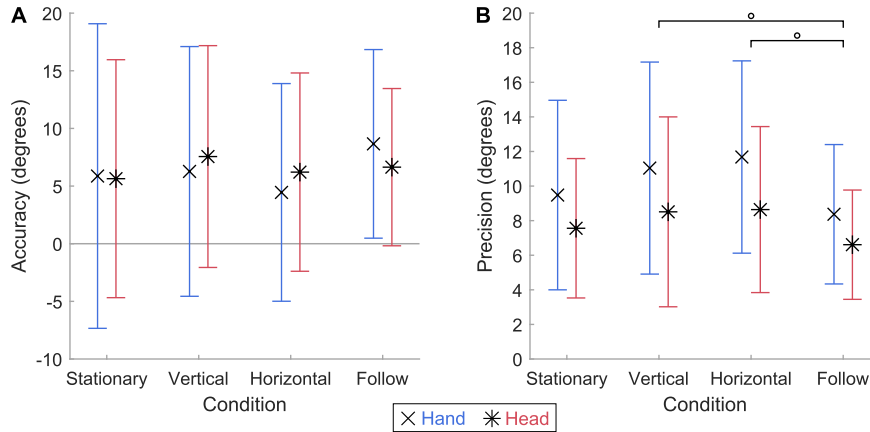 A
Accuracy (degrees)
20
15
10
5
0
-5
-10
Stationary Vertical Horizontal Follow
Condition
B
Precision (degrees)
20
18
16
14
12
10
8
6
4
2
0
Stationary Vertical Horizontal Follow
Condition
Hand Head